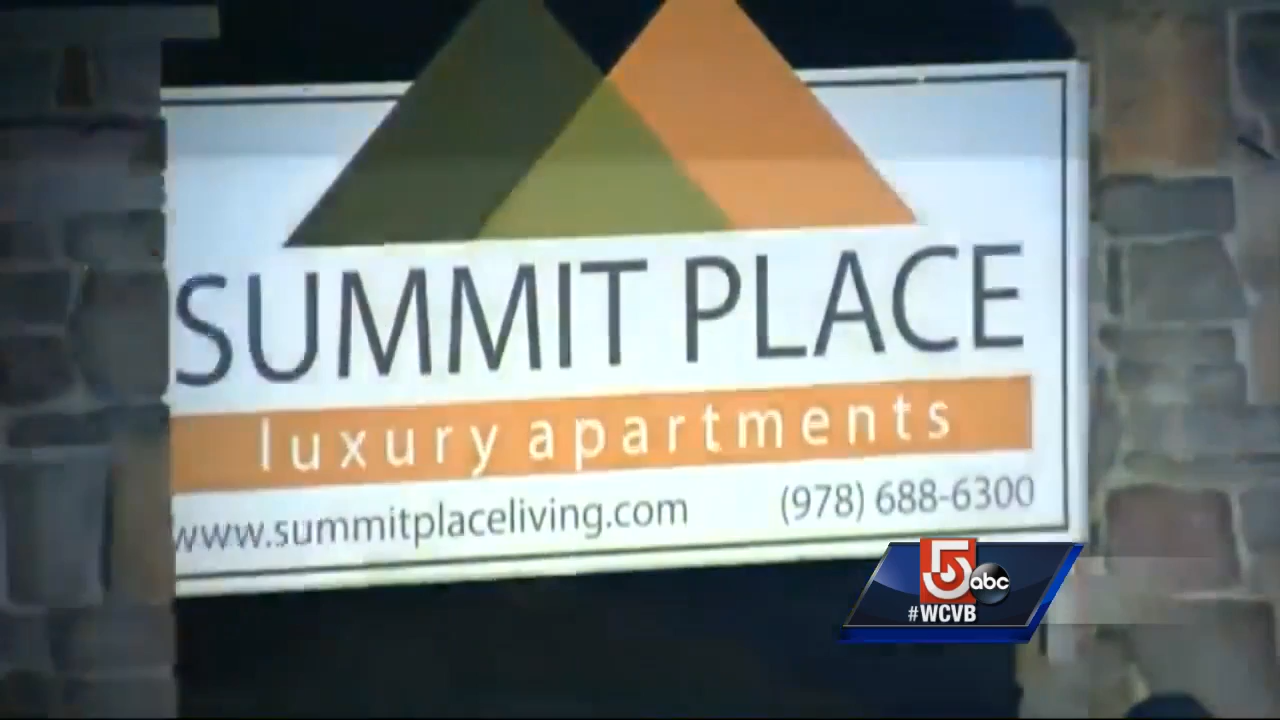 SUMMIT PLACE
luxury apartments
www.summitplaceliving.com (978) 688-6300
5 abc
#WCVB